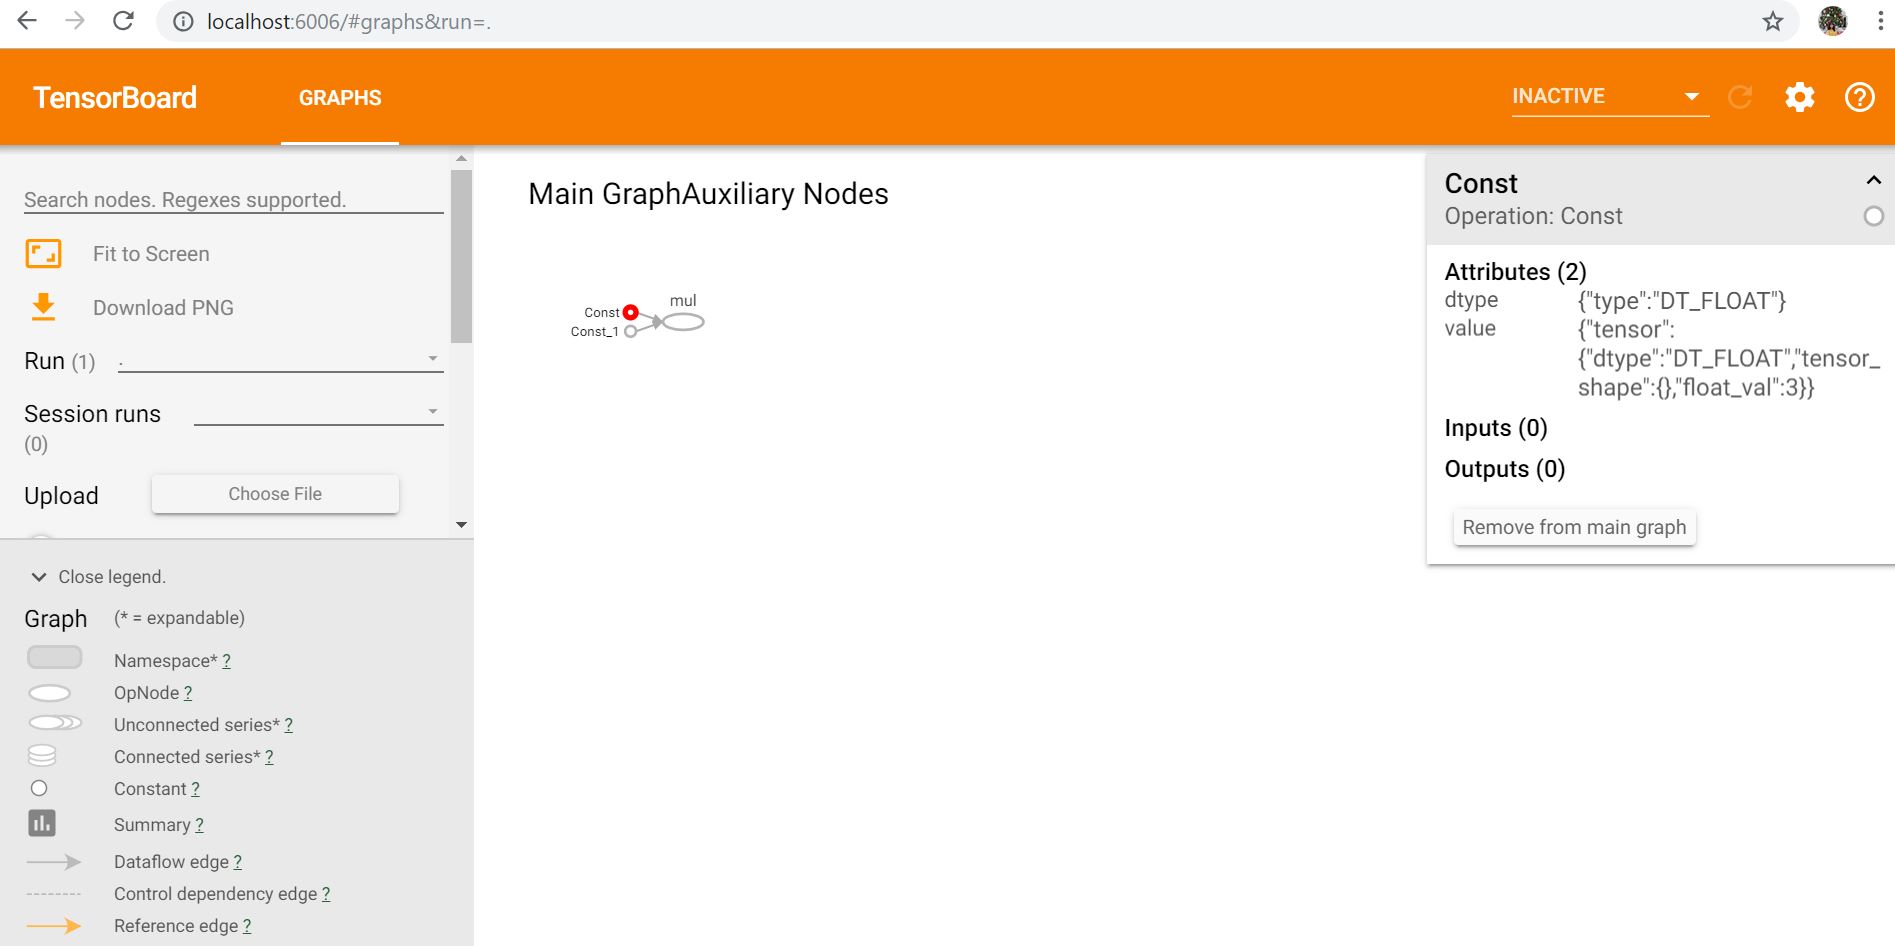 localhost:6006/#graphs&run=.
TensorBoard
GRAPHS
INACTIVE
Search nodes. Regexes supported.
Fit to Screen
Download PNG
Run (1) .
Session runs
(0)
Upload Choose File
Close legend.
Graph (* = expandable)
Namespace* ?
OpNode ?
Unconnected series* ?
Connected series* ?
Constant ?
Summary ?
Dataflow edge ?
Control dependency edge ?
Reference edge ?
Main GraphAuxiliary Nodes
mul
Const
Const_1
Const
Operation: Const
Attributes (2)
dtype {"type":"DT_FLOAT"}
value {"tensor":
{"dtype":"DT_FLOAT","tensor_
shape":{},"float_val":3}}
Inputs (0)
Outputs (0)
Remove from main graph